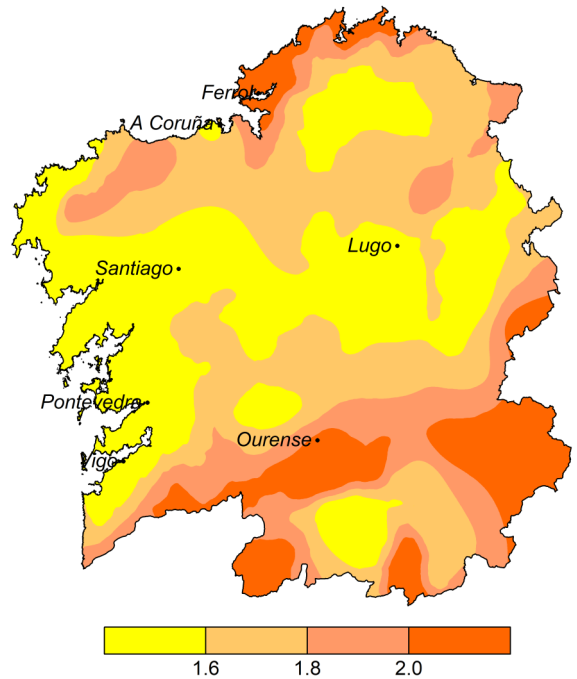 Ferrol
A Coruña
Lugo
Santiago
Pontevedra
Ourense
Vigo
1.6 1.8 2.0